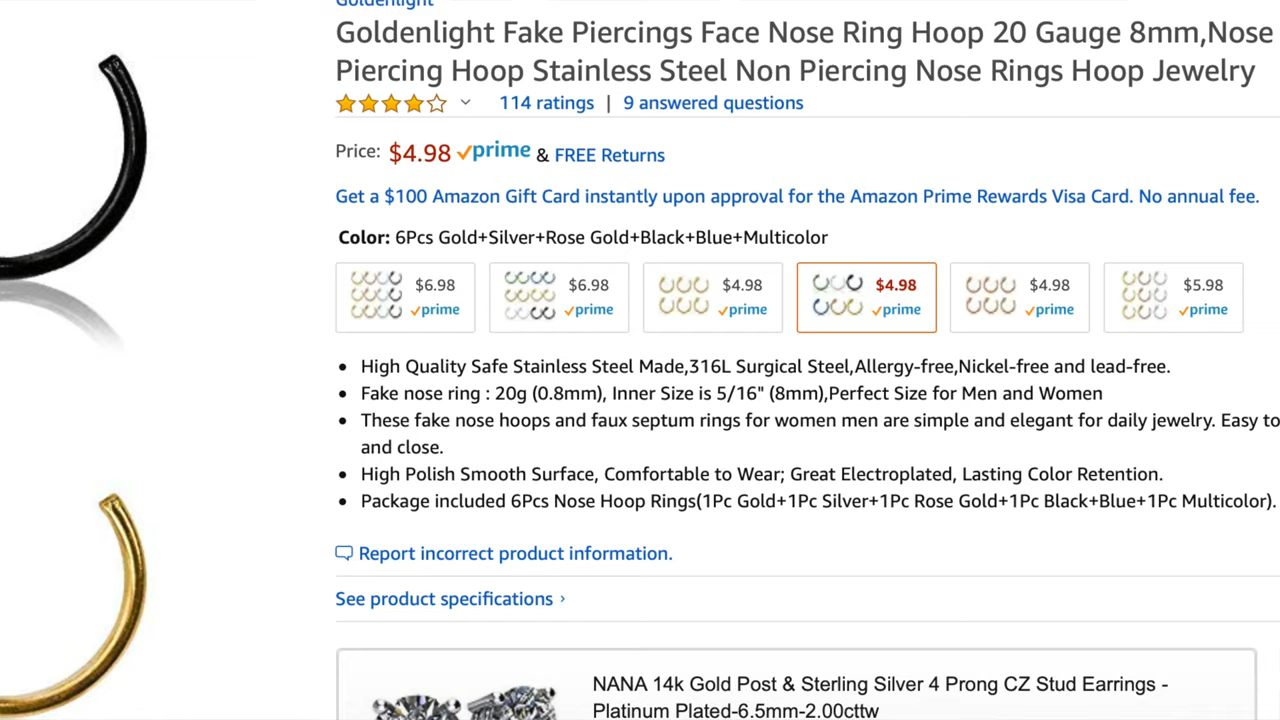 Goldenlight
Goldenlight Fake Piercings Face Nose Ring Hoop 20 Gauge 8mm,Nose
Piercing Hoop Stainless Steel Non Piercing Nose Rings Hoop Jewelry
114 ratings | 9 answered questions
Price: $4.98 prime & FREE Returns
Get a $100 Amazon Gift Card instantly upon approval for the Amazon Prime Rewards Visa Card. No annual fee.
Color: 6Pcs Gold+Silver+Rose Gold+Black+Blue+Multicolor
$6.98 $6.98 $4.98 $4.98 $4.98 $5.98
prime prime prime prime prime prime
• High Quality Safe Stainless Steel Made,316L Surgical Steel,Allergy-free,Nickel-free and lead-free.
• Fake nose ring : 20g (0.8mm), Inner Size is 5/16" (8mm),Perfect Size for Men and Women
• These fake nose hoops and faux septum rings for women men are simple and elegant for daily jewelry. Easy to
and close.
• High Polish Smooth Surface, Comfortable to Wear; Great Electroplated, Lasting Color Retention.
• Package included 6Pcs Nose Hoop Rings(1Pc Gold+1Pc Silver+1Pc Rose Gold+1Pc Black+Blue+1Pc Multicolor).
Report incorrect product information.
See product specifications ›
NANA 14k Gold Post & Sterling Silver 4 Prong CZ Stud Earrings -
Platinum Plated-6.5mm-2.00cttw